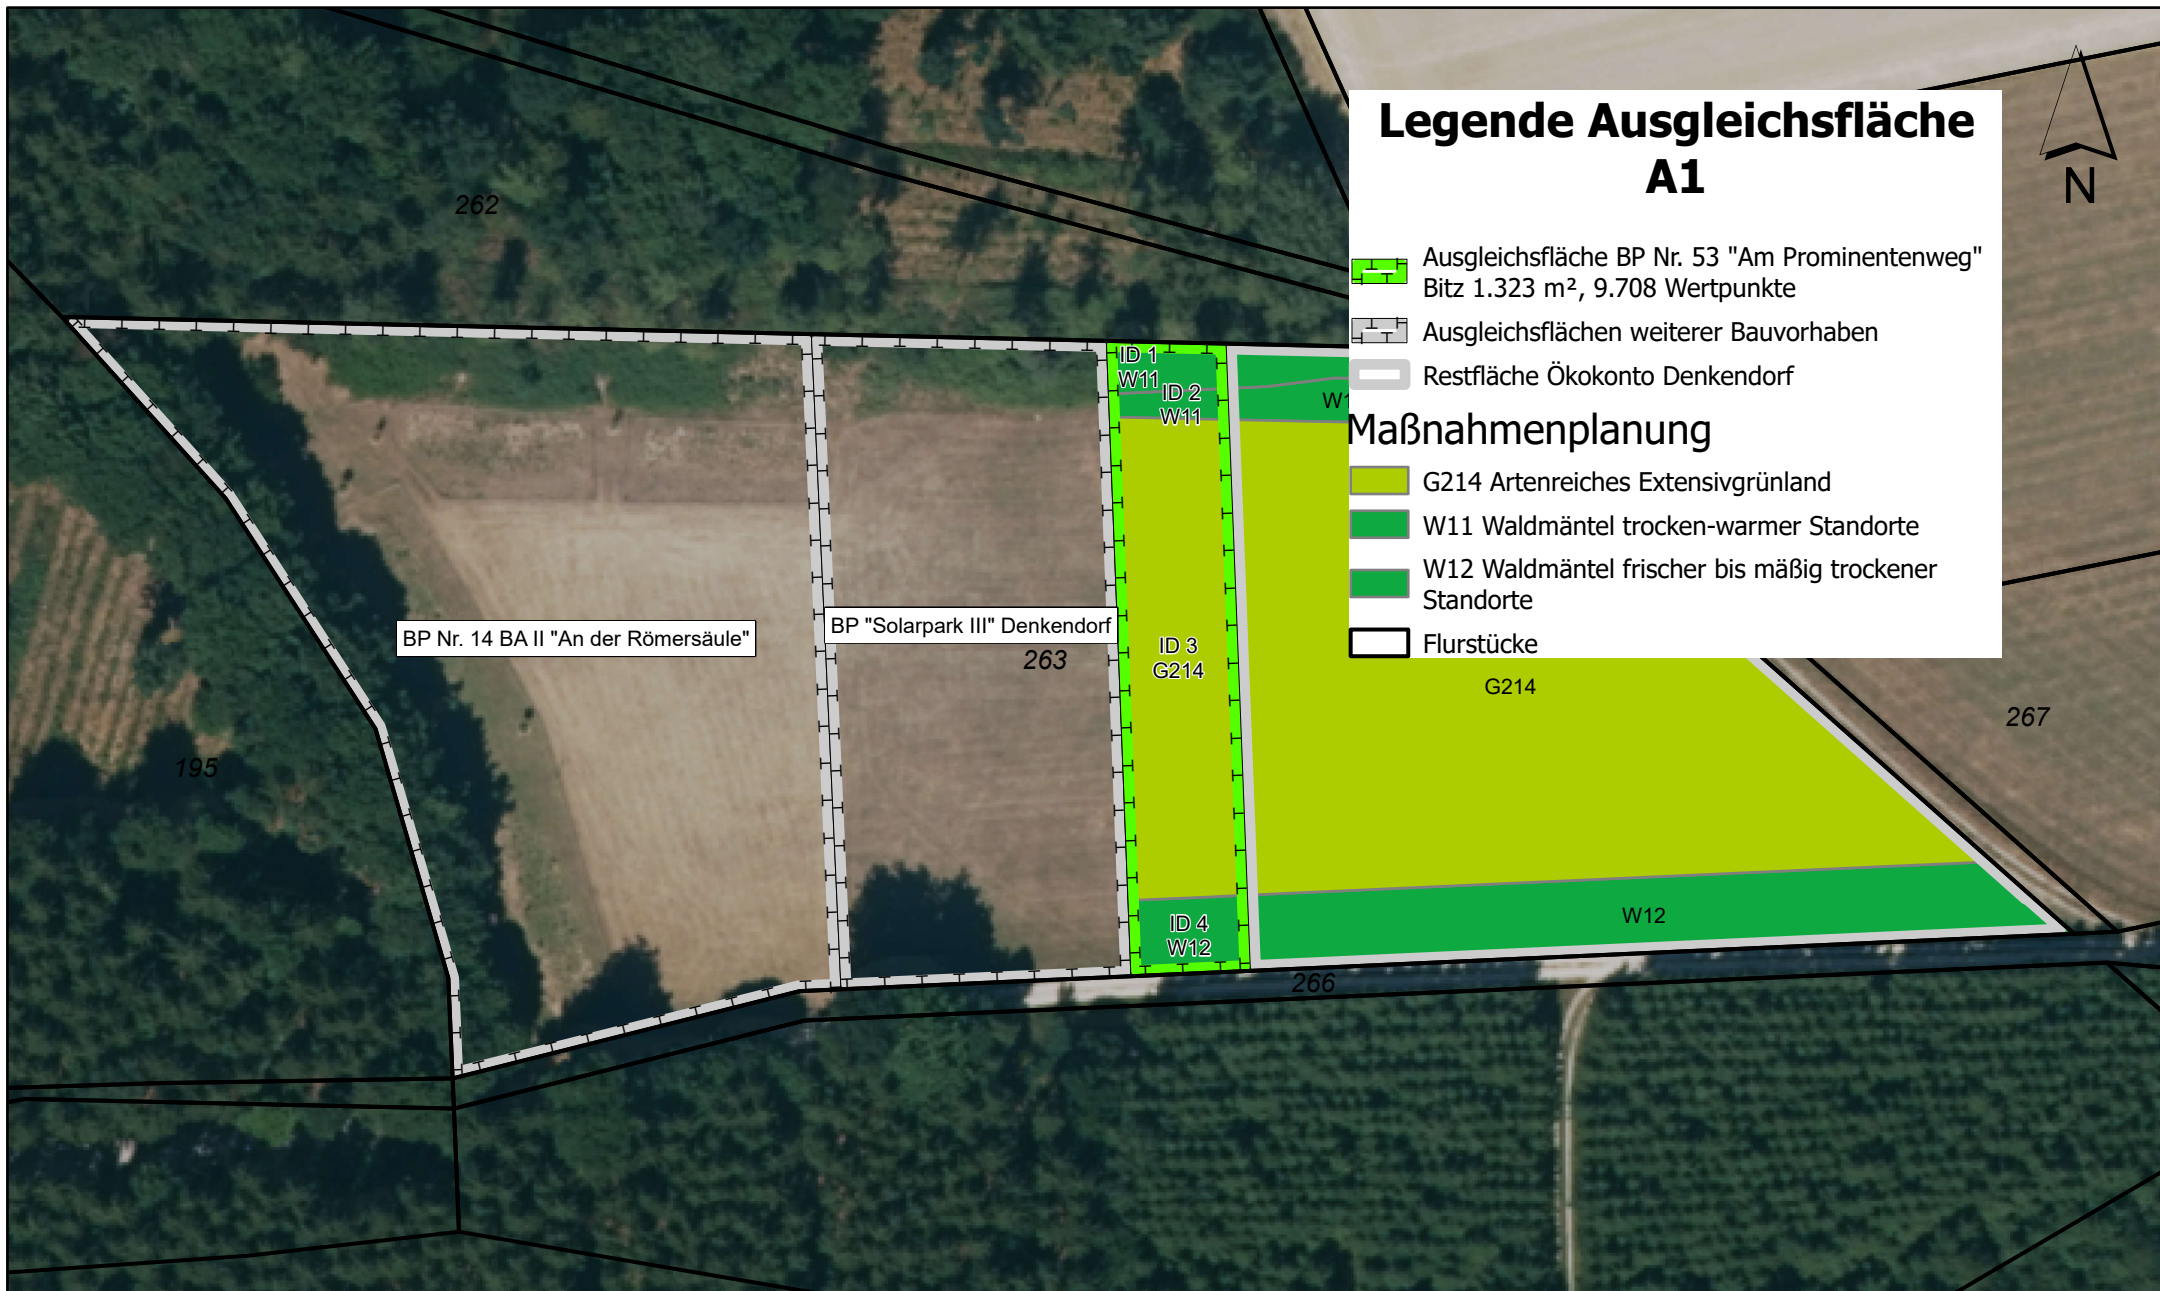 Legende Ausgleichsfläche
A1
N
Ausgleichsfläche BP Nr. 53 "Am Prominentenweg"
Bitz 1.323 m², 9.708 Wertpunkte
Ausgleichsflächen weiterer Bauvorhaben
Restfläche Ökokonto Denkendorf
Maßnahmenplanung
G214 Artenreiches Extensivgrünland
W11 Waldmäntel trocken-warmer Standorte
W12 Waldmäntel frischer bis mäßig trockener
Standorte
Flurstücke
262
ID 1
W11
ID 2
W11
BP Nr. 14 BA II "An der Römersäule"
BP "Solarpark III" Denkendorf
263
ID 3
G214
G214
267
195
ID 4
W12
W12
266